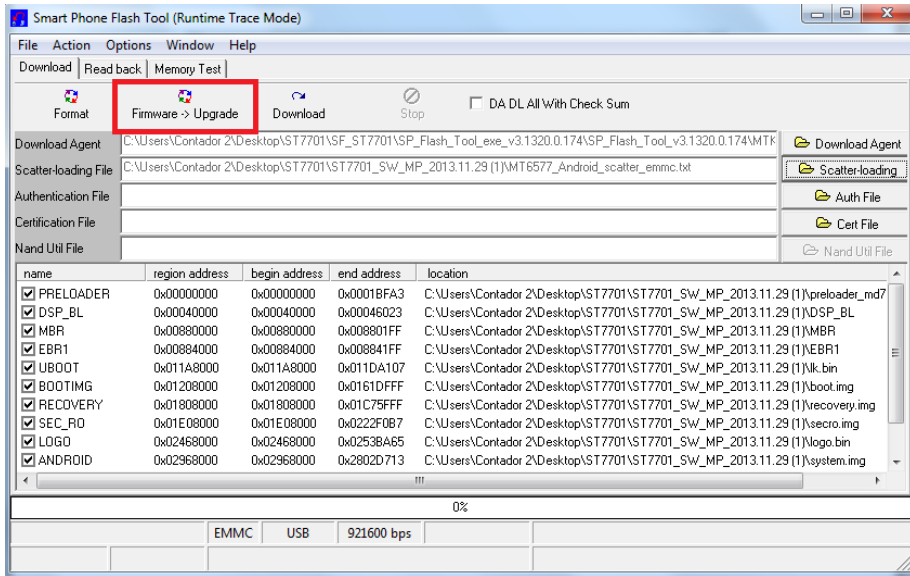 Smart Phone Flash Tool (Runtime Trace Mode)
File Action Options Window Help
Download Read back Memory Test
Format Firmware -> Upgrade Download Stop DA DL All With Check Sum
Download Agent C:\Users\Contador 2\Desktop\ST7701\SF_ST7701\SP_Flash_Tool_exe_v3.1320.0.174\SP_Flash_Tool_v3.1320.0.174\MTK Download Agent
Scatter-loading File C:\Users\Contador 2\Desktop\ST7701\ST7701_SW_MP_2013.11.29 (1)\MT6577_Android_scatter_emmc.txt Scatter-loading
Authentication File Auth File
Certification File Cert File
Nand Util File Nand Util File
name region address begin address end address location
PRELOADER 0x00000000 0x00000000 0x0001BFA3 C:\Users\Contador 2\Desktop\ST7701\ST7701_SW_MP_2013.11.29 (1)\preloader_md7
DSP_BL 0x00040000 0x00040000 0x00046023 C:\Users\Contador 2\Desktop\ST7701\ST7701_SW_MP_2013.11.29 (1)\DSP_BL
MBR 0x00880000 0x00880000 0x008801FF C:\Users\Contador 2\Desktop\ST7701\ST7701_SW_MP_2013.11.29 (1)\MBR
EBR1 0x00884000 0x00884000 0x008841FF C:\Users\Contador 2\Desktop\ST7701\ST7701_SW_MP_2013.11.29 (1)\EBR1
UBOOT 0x011A8000 0x011A8000 0x011DA107 C:\Users\Contador 2\Desktop\ST7701\ST7701_SW_MP_2013.11.29 (1)\lk.bin
BOOTIMG 0x01208000 0x01208000 0x0161DFFF C:\Users\Contador 2\Desktop\ST7701\ST7701_SW_MP_2013.11.29 (1)\boot.img
RECOVERY 0x01808000 0x01808000 0x01C75FFF C:\Users\Contador 2\Desktop\ST7701\ST7701_SW_MP_2013.11.29 (1)\recovery.img
SEC_RO 0x01E08000 0x01E08000 0x0222F0B7 C:\Users\Contador 2\Desktop\ST7701\ST7701_SW_MP_2013.11.29 (1)\secro.img
LOGO 0x02468000 0x02468000 0x0253BA65 C:\Users\Contador 2\Desktop\ST7701\ST7701_SW_MP_2013.11.29 (1)\logo.bin
ANDROID 0x02968000 0x02968000 0x2802D713 C:\Users\Contador 2\Desktop\ST7701\ST7701_SW_MP_2013.11.29 (1)\system.img
0%
EMMC USB 921600 bps